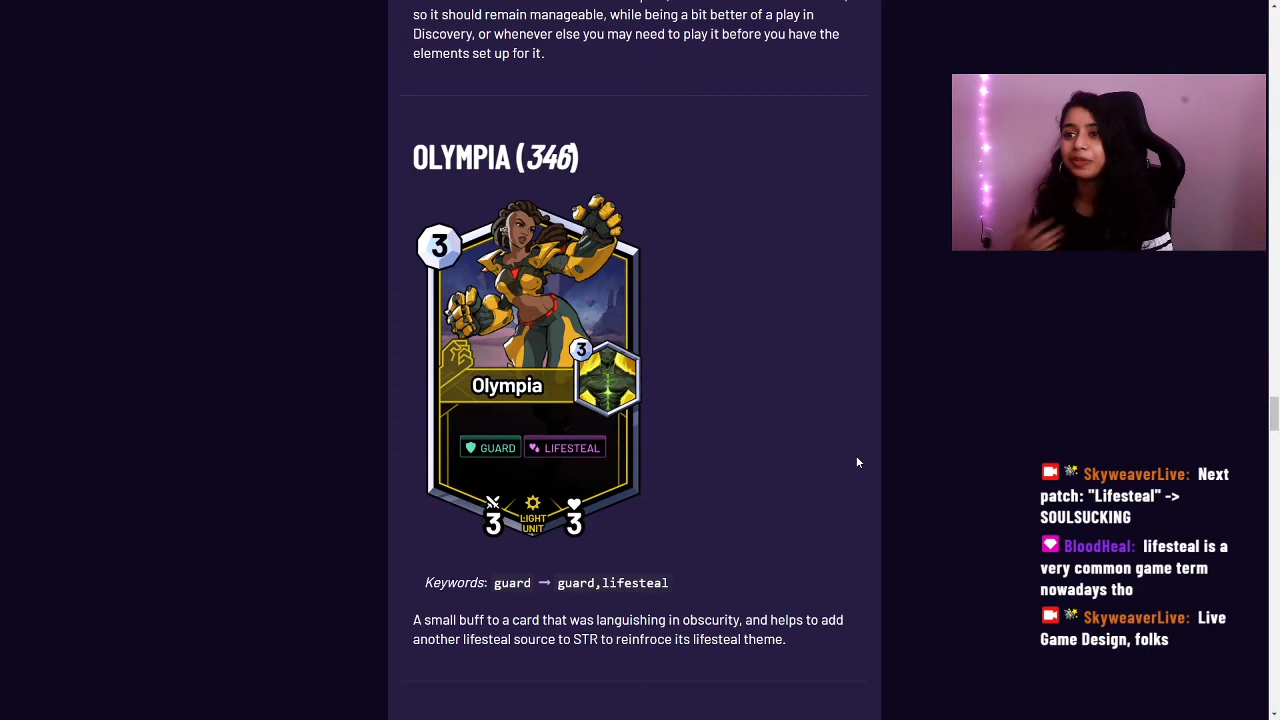 so it should remain manageable, while being a bit better of a play in
Discovery, or whenever else you may need to play it before you have the
elements set up for it.
OLYMPIA (346)
3
3
Olympia
GUARD LIFESTEAL
3 LIGHT UNIT 3
Keywords: guard → guard,lifesteal
A small buff to a card that was languishing in obscurity, and helps to add
another lifesteal source to STR to reinfroce its lifesteal theme.
SkyweaverLive: Next
patch: "Lifesteal" ->
SOULSUCKING
BloodHeal: lifesteal is a
very common game term
nowadays tho
SkyweaverLive: Live
Game Design, folks